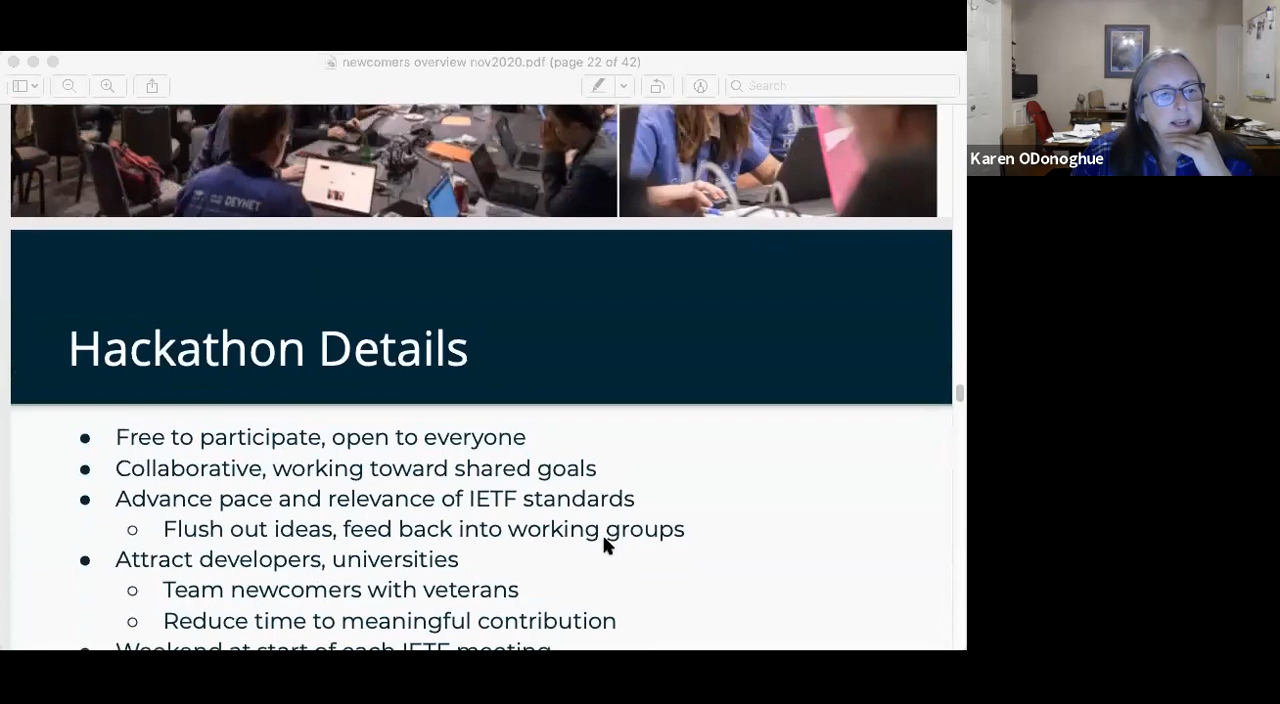 newcomers overview nov2020.pdf (page 22 of 42)
Search
Karen ODonoghue
DEVNET
Hackathon Details
● Free to participate, open to everyone
● Collaborative, working toward shared goals
● Advance pace and relevance of IETF standards
○ Flush out ideas, feed back into working groups
● Attract developers, universities
○ Team newcomers with veterans
○ Reduce time to meaningful contribution
● Weekend at start of each IETF meeting